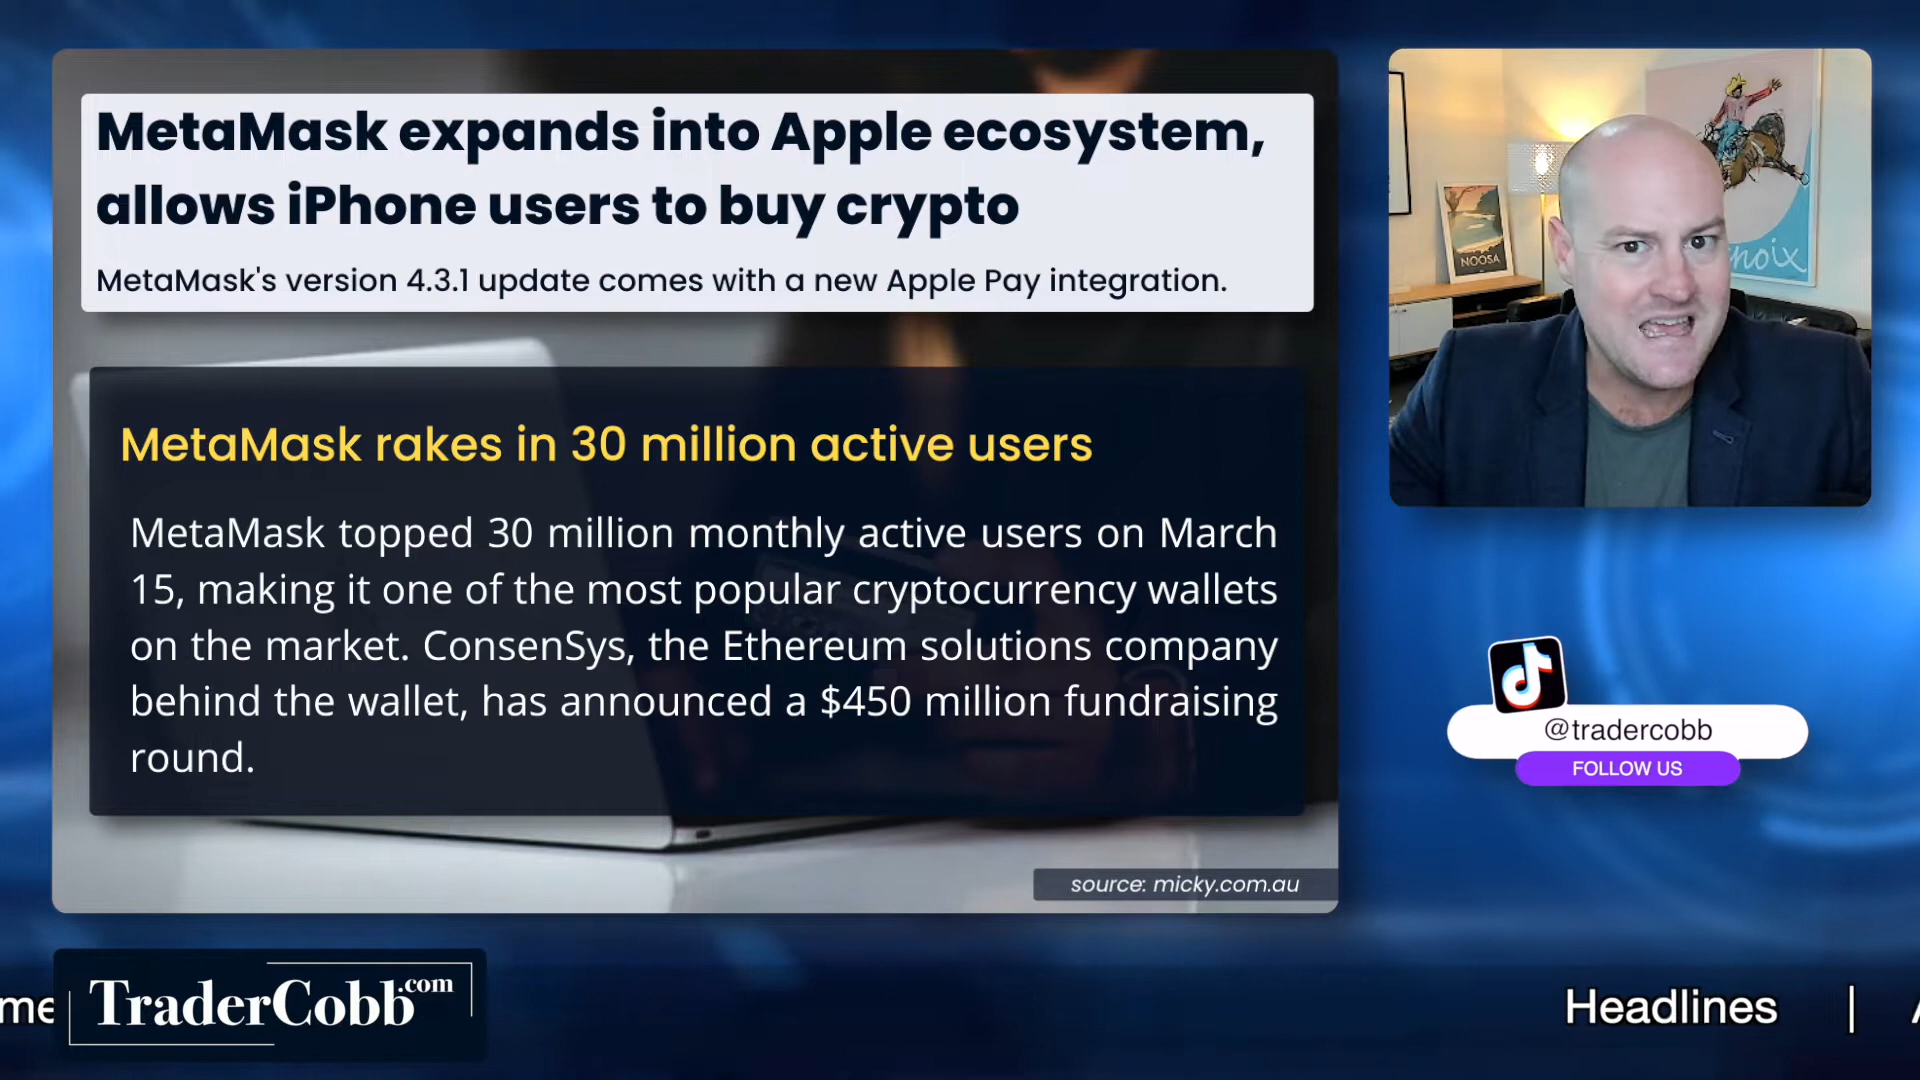 MetaMask expands into Apple ecosystem,
allows iPhone users to buy crypto
MetaMask's version 4.3.1 update comes with a new Apple Pay integration.
MetaMask rakes in 30 million active users
MetaMask topped 30 million monthly active users on March
15, making it one of the most popular cryptocurrency wallets
on the market. ConsenSys, the Ethereum solutions company
behind the wallet, has announced a $450 million fundraising
round.
source: micky.com.au
NOOSA
noix
@tradercobb
FOLLOW US
TraderCobb.com
Headlines |